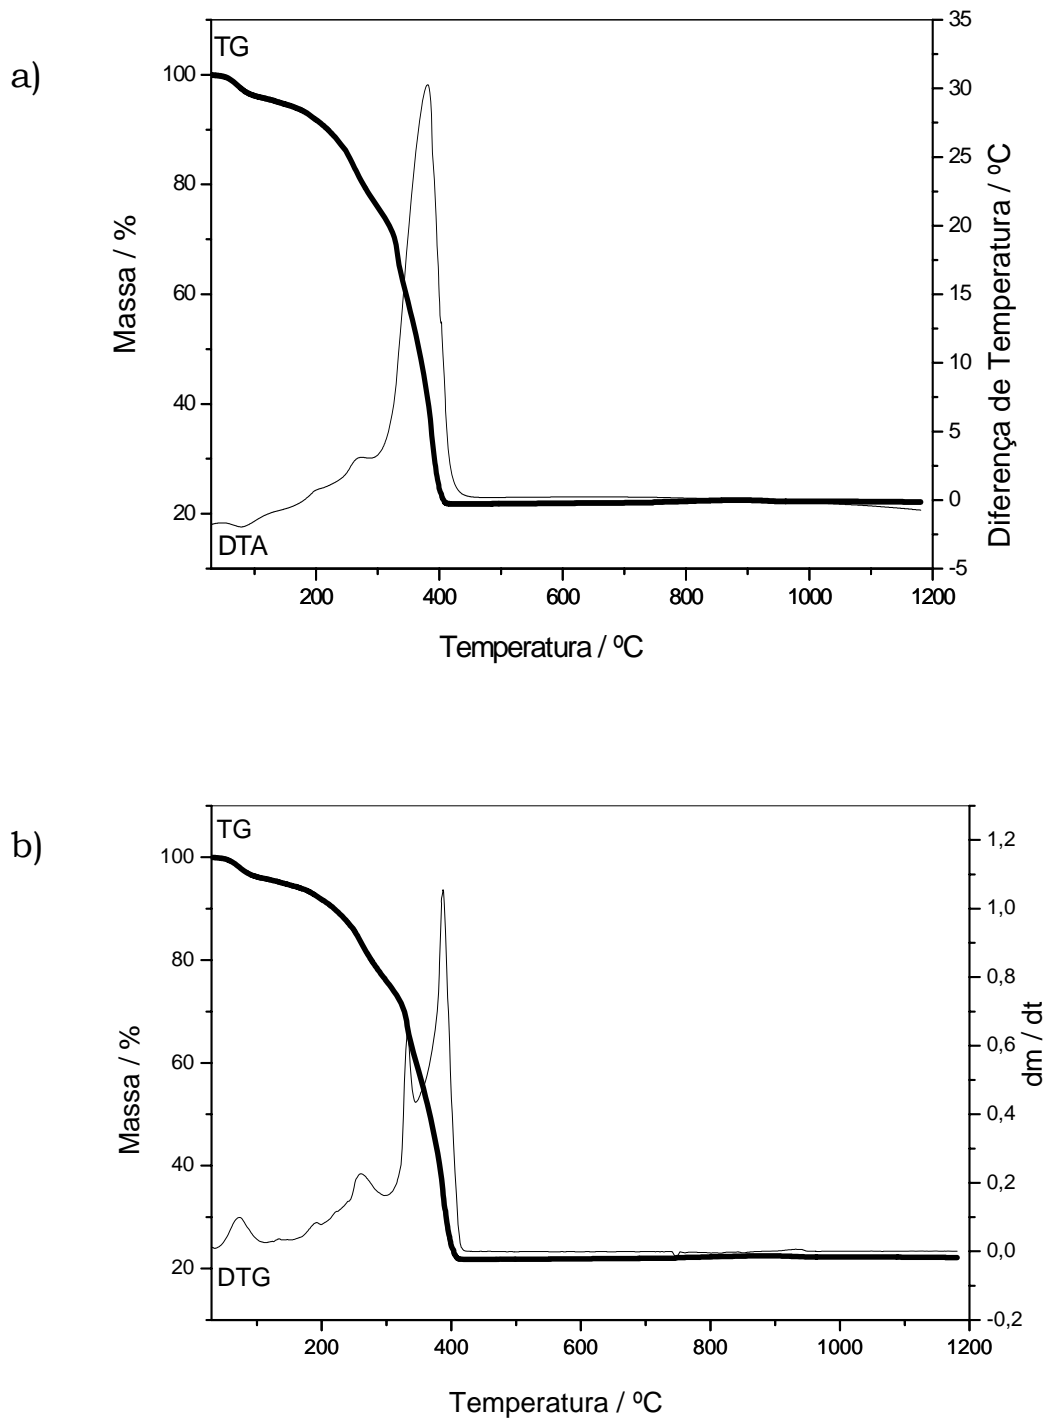 a)
TG
100
80
60
40
20
Massa / %
DTA
35
30
25
20
15
10
5
0
-5
Diferença de Temperatura / ºC
200 400 600 800 1000 1200
Temperatura / ºC
b)
TG
100
80
60
40
20
Massa / %
DTG
1,2
1,0
0,8
0,6
0,4
0,2
0,0
-0,2
dm / dt
200 400 600 800 1000 1200
Temperatura / ºC